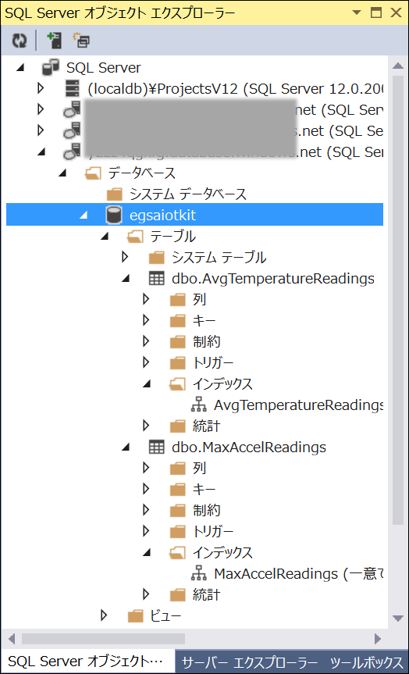 SQL Server オブジェクト エクスプローラー
SQL Server
(localdb)¥ProjectsV12 (SQL Server 12.0.200
.net (SQL Ser
s.net (SQL Se
.net (SQL Se
データベース
システム データベース
egsaiotkit
テーブル
システム テーブル
dbo.AvgTemperatureReadings
列
キー
制約
トリガー
インデックス
AvgTemperatureReadings
統計
dbo.MaxAccelReadings
列
キー
制約
トリガー
インデックス
MaxAccelReadings (一意で
統計
ビュー
SQL Server オブジェクト… サーバー エクスプローラー ツールボックス